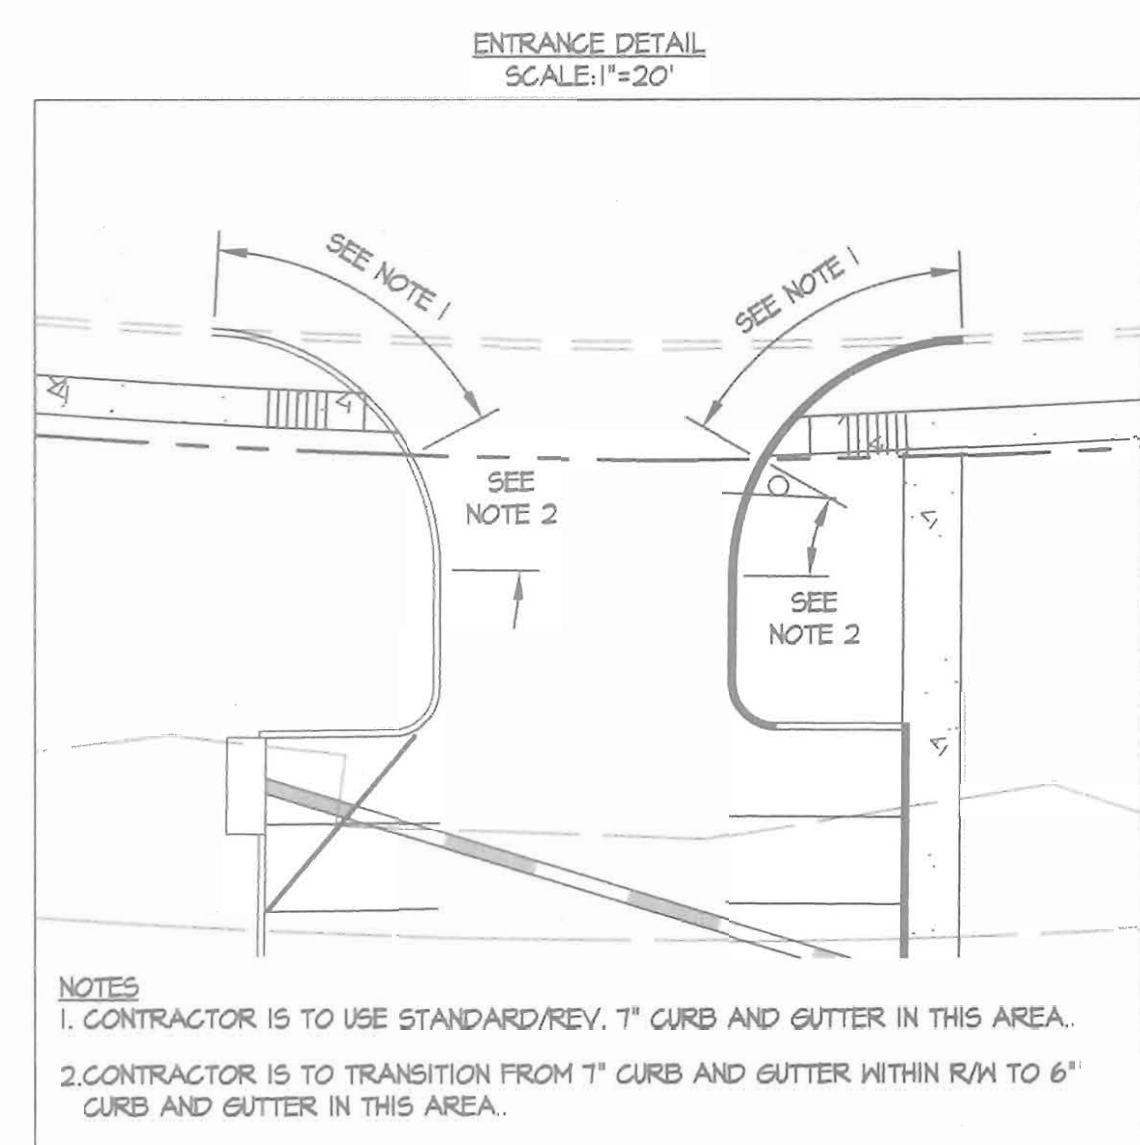 ENTRANCE DETAIL
SCALE:1"=20'
SEE NOTE 1
SEE NOTE 1
SEE
NOTE 2
SEE
NOTE 2
NOTES
1. CONTRACTOR IS TO USE STANDARD/REV. 7" CURB AND GUTTER IN THIS AREA..
2.CONTRACTOR IS TO TRANSITION FROM 7" CURB AND GUTTER WITHIN R/W TO 6"
CURB AND GUTTER IN THIS AREA..